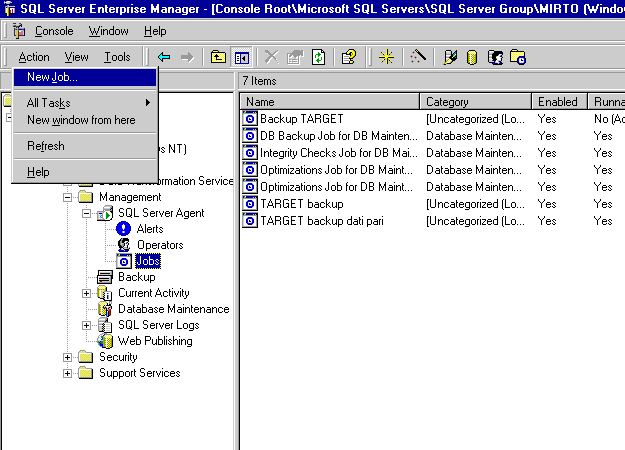 SQL Server Enterprise Manager - [Console Root\Microsoft SQL Servers\SQL Server Group\MIRTO (Window
Console Window Help
Action View Tools
New Job...
All Tasks
New window from here
Refresh
Help
7 Items
Name Category Enabled Runna
Backup TARGET [Uncategorized (Lo... Yes No (Ac
DB Backup Job for DB Mainten... Database Mainten... Yes Yes
Integrity Checks Job for DB Mai... Database Mainten... Yes Yes
Optimizations Job for DB Maint... Database Mainten... Yes Yes
Optimizations Job for DB Maint... Database Mainten... Yes Yes
TARGET backup [Uncategorized (Lo... Yes Yes
TARGET backup dati pari [Uncategorized (Lo... Yes Yes
s NT)
Transformation Service
Management
SQL Server Agent
Alerts
Operators
Jobs
Backup
Current Activity
Database Maintenance
SQL Server Logs
Web Publishing
Security
Support Services